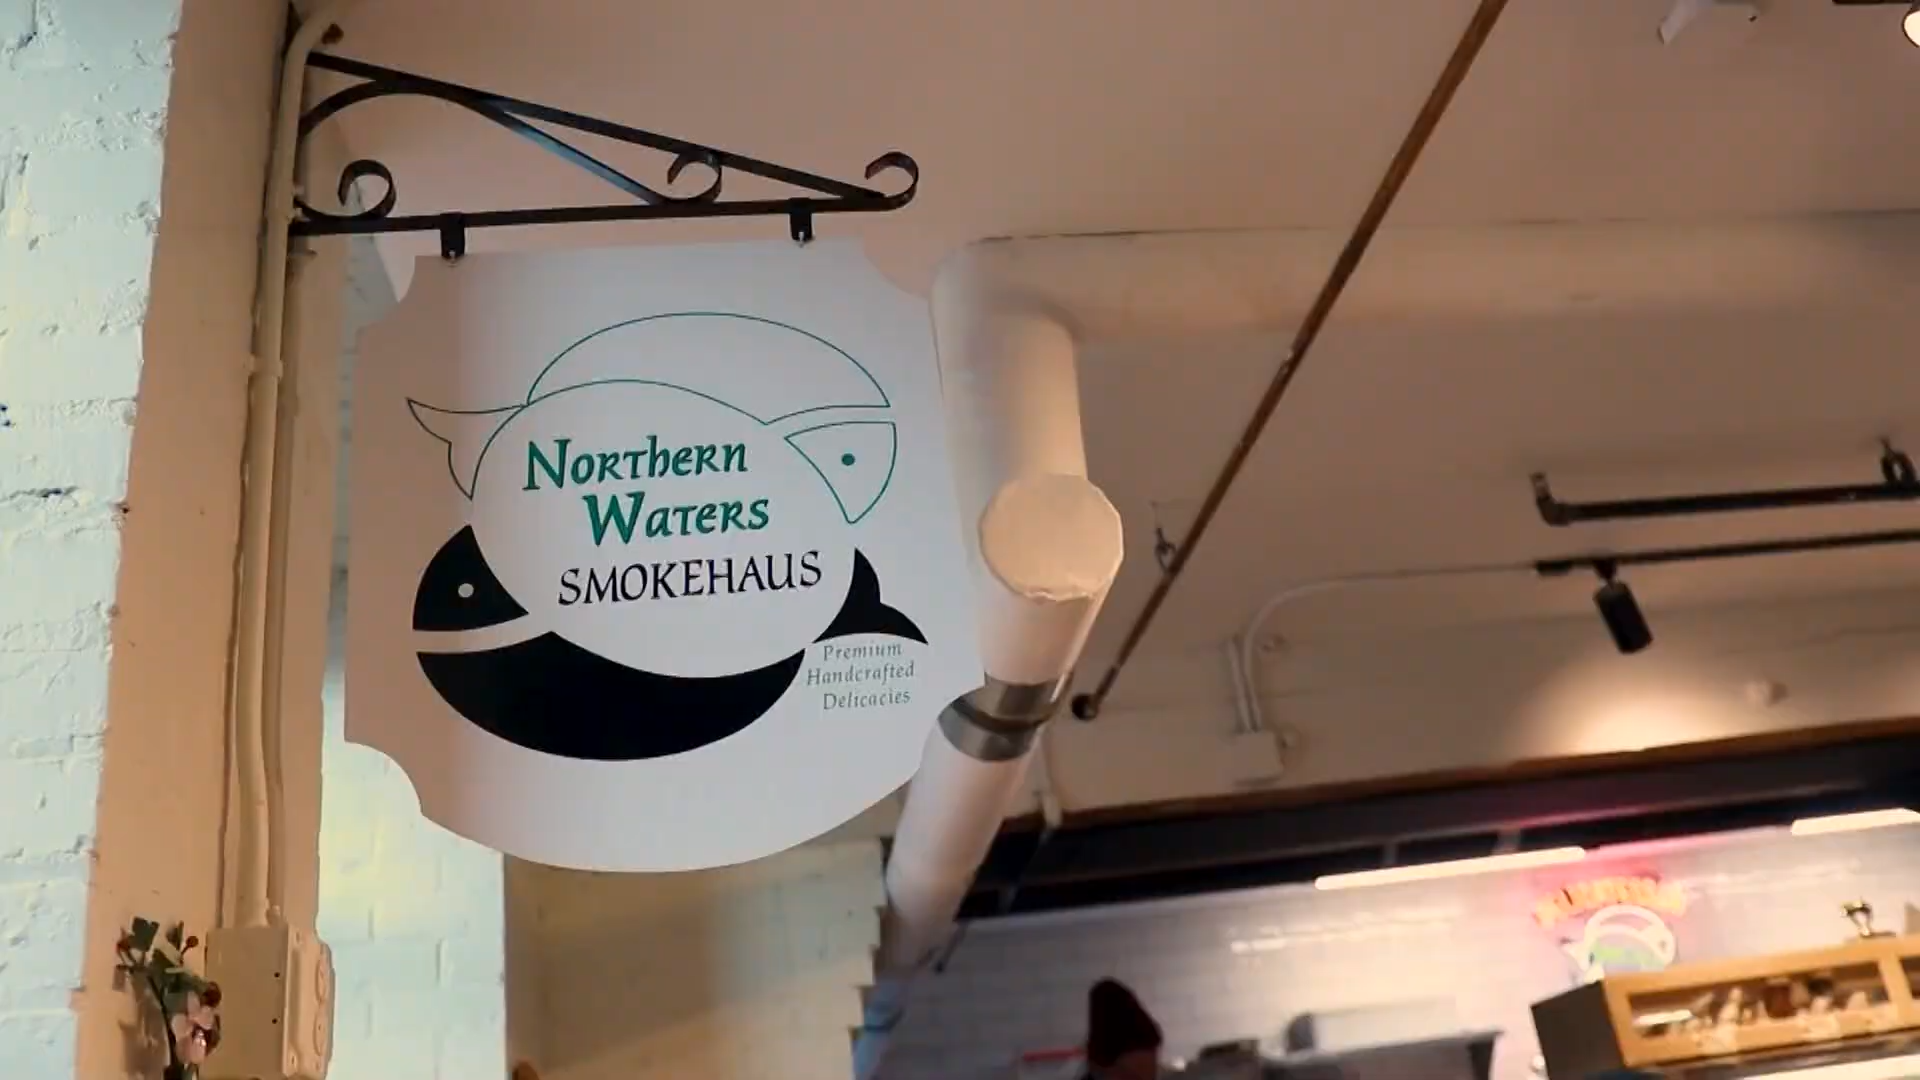 Northern
Waters
SMOKEHAUS
Premium
Handcrafted
Delicacies